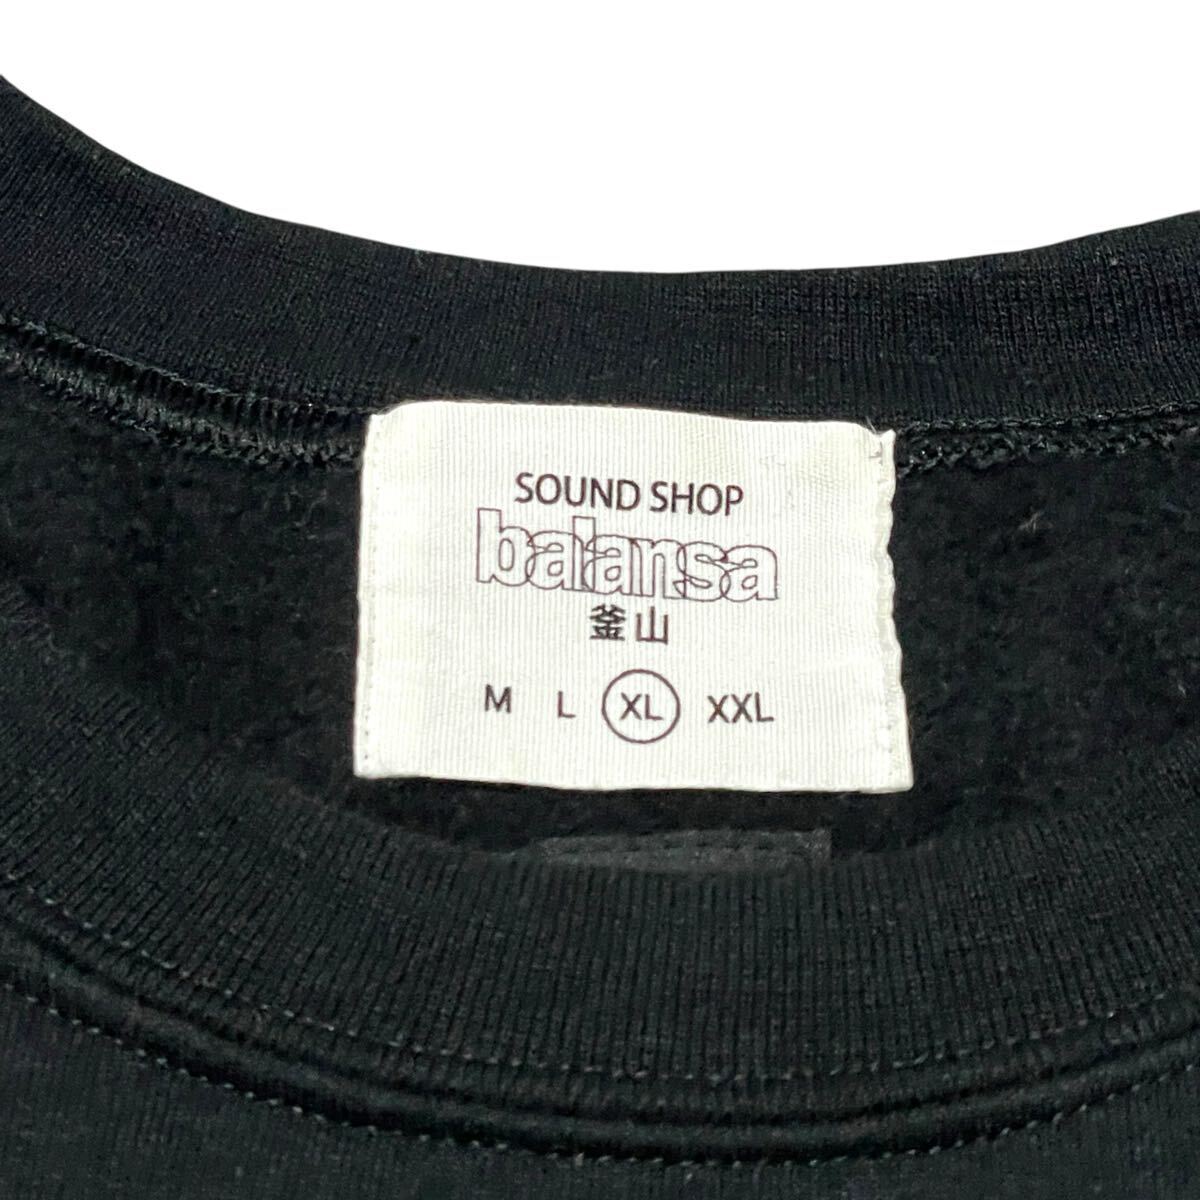 SOUND SHOP
balansa
釜山
M L XL XXL